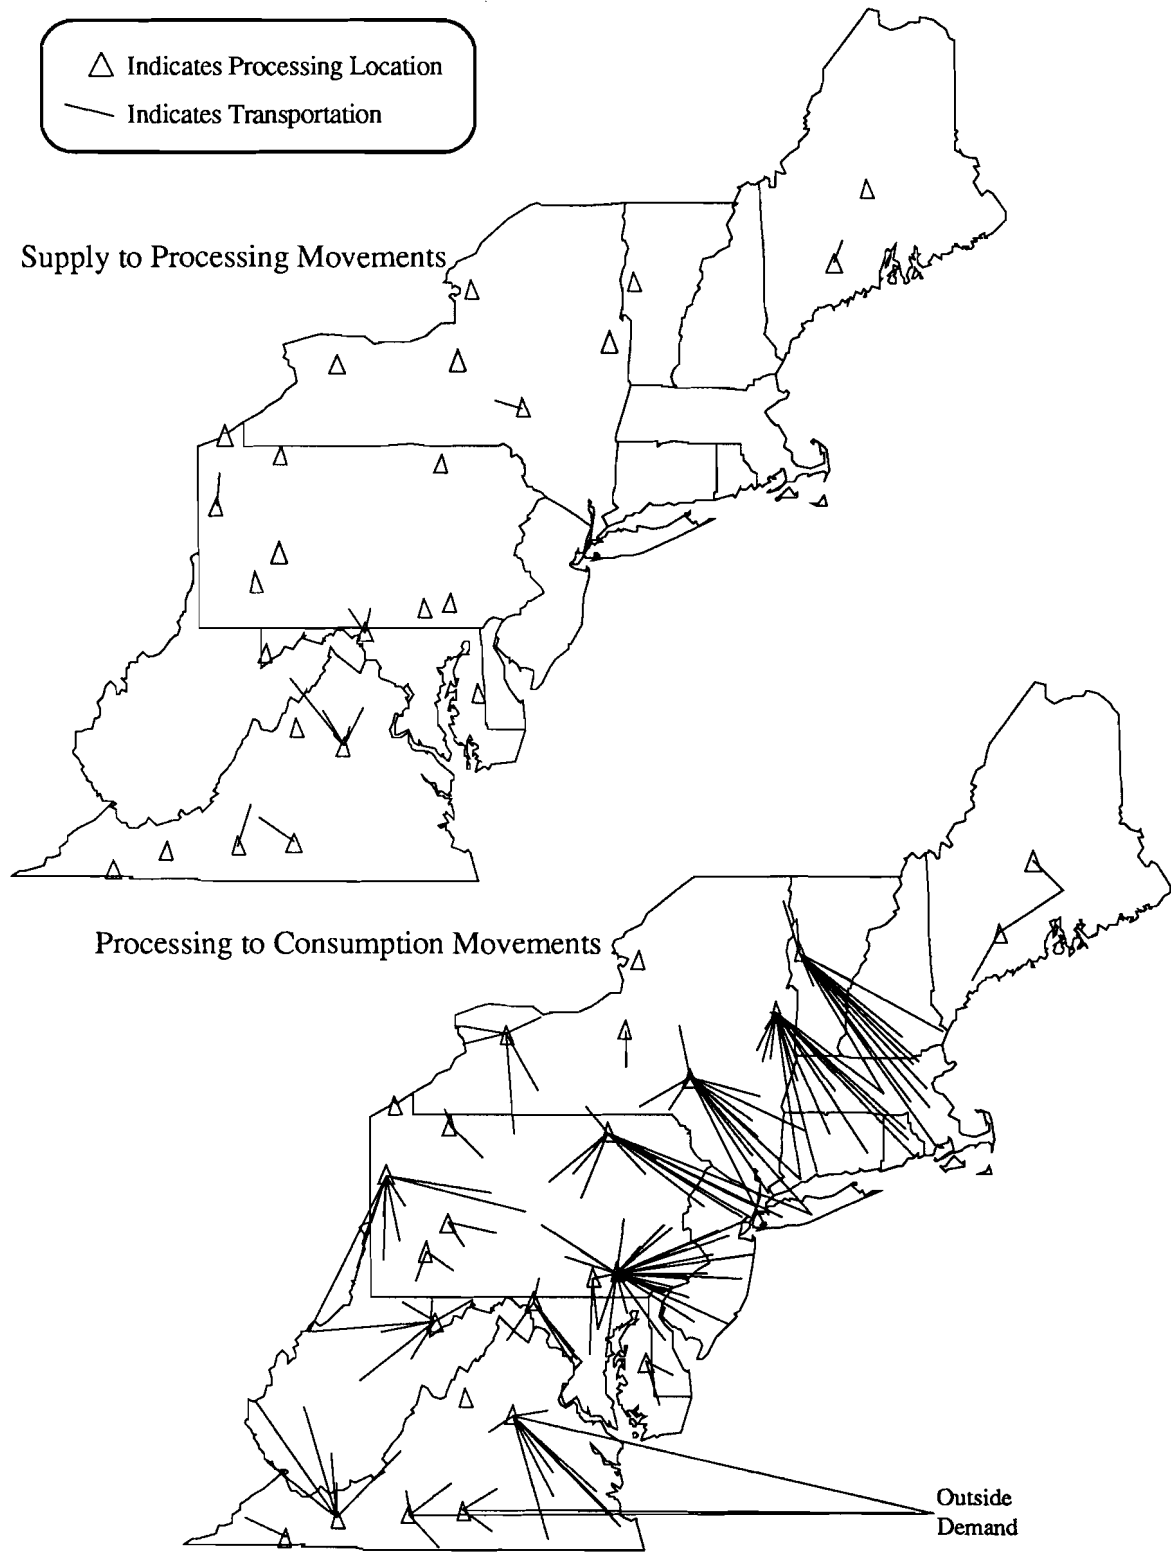 Indicates Processing Location
Indicates Transportation
Supply to Processing Movements
Processing to Consumption Movements
Outside
Demand